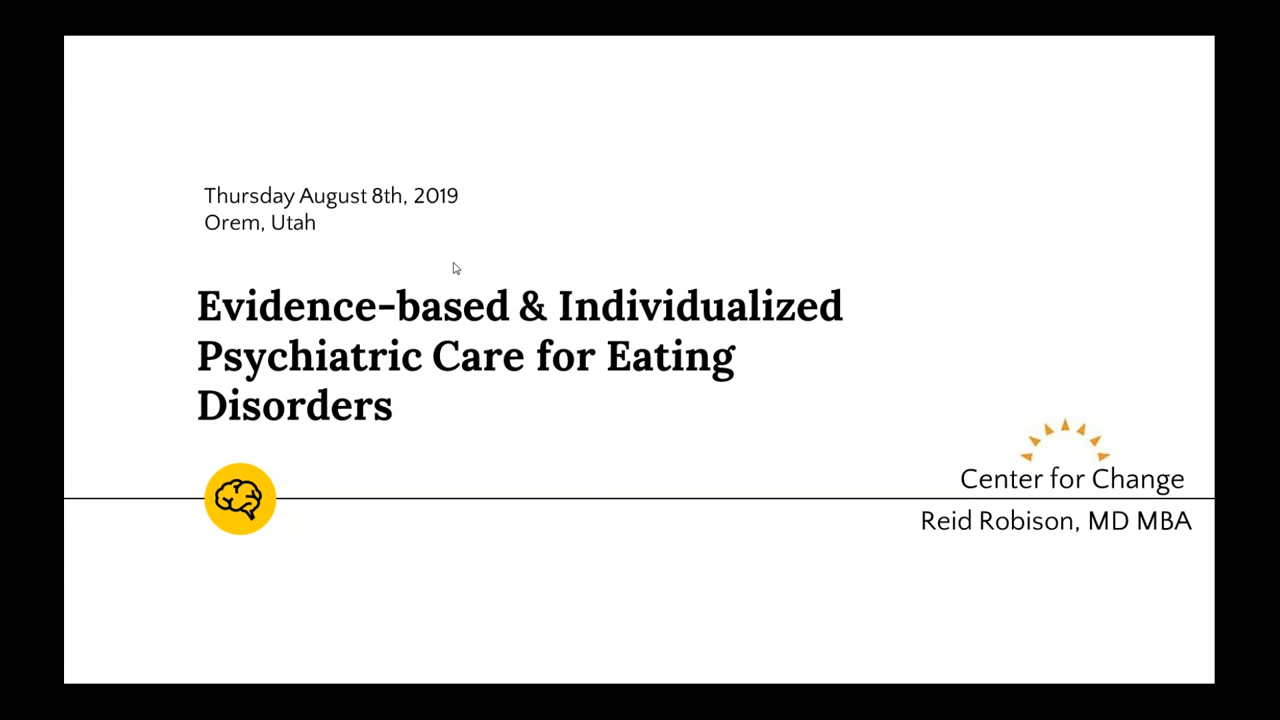 Thursday August 8th, 2019
Orem, Utah
Evidence-based & Individualized
Psychiatric Care for Eating
Disorders
Center for Change
Reid Robison, MD MBA